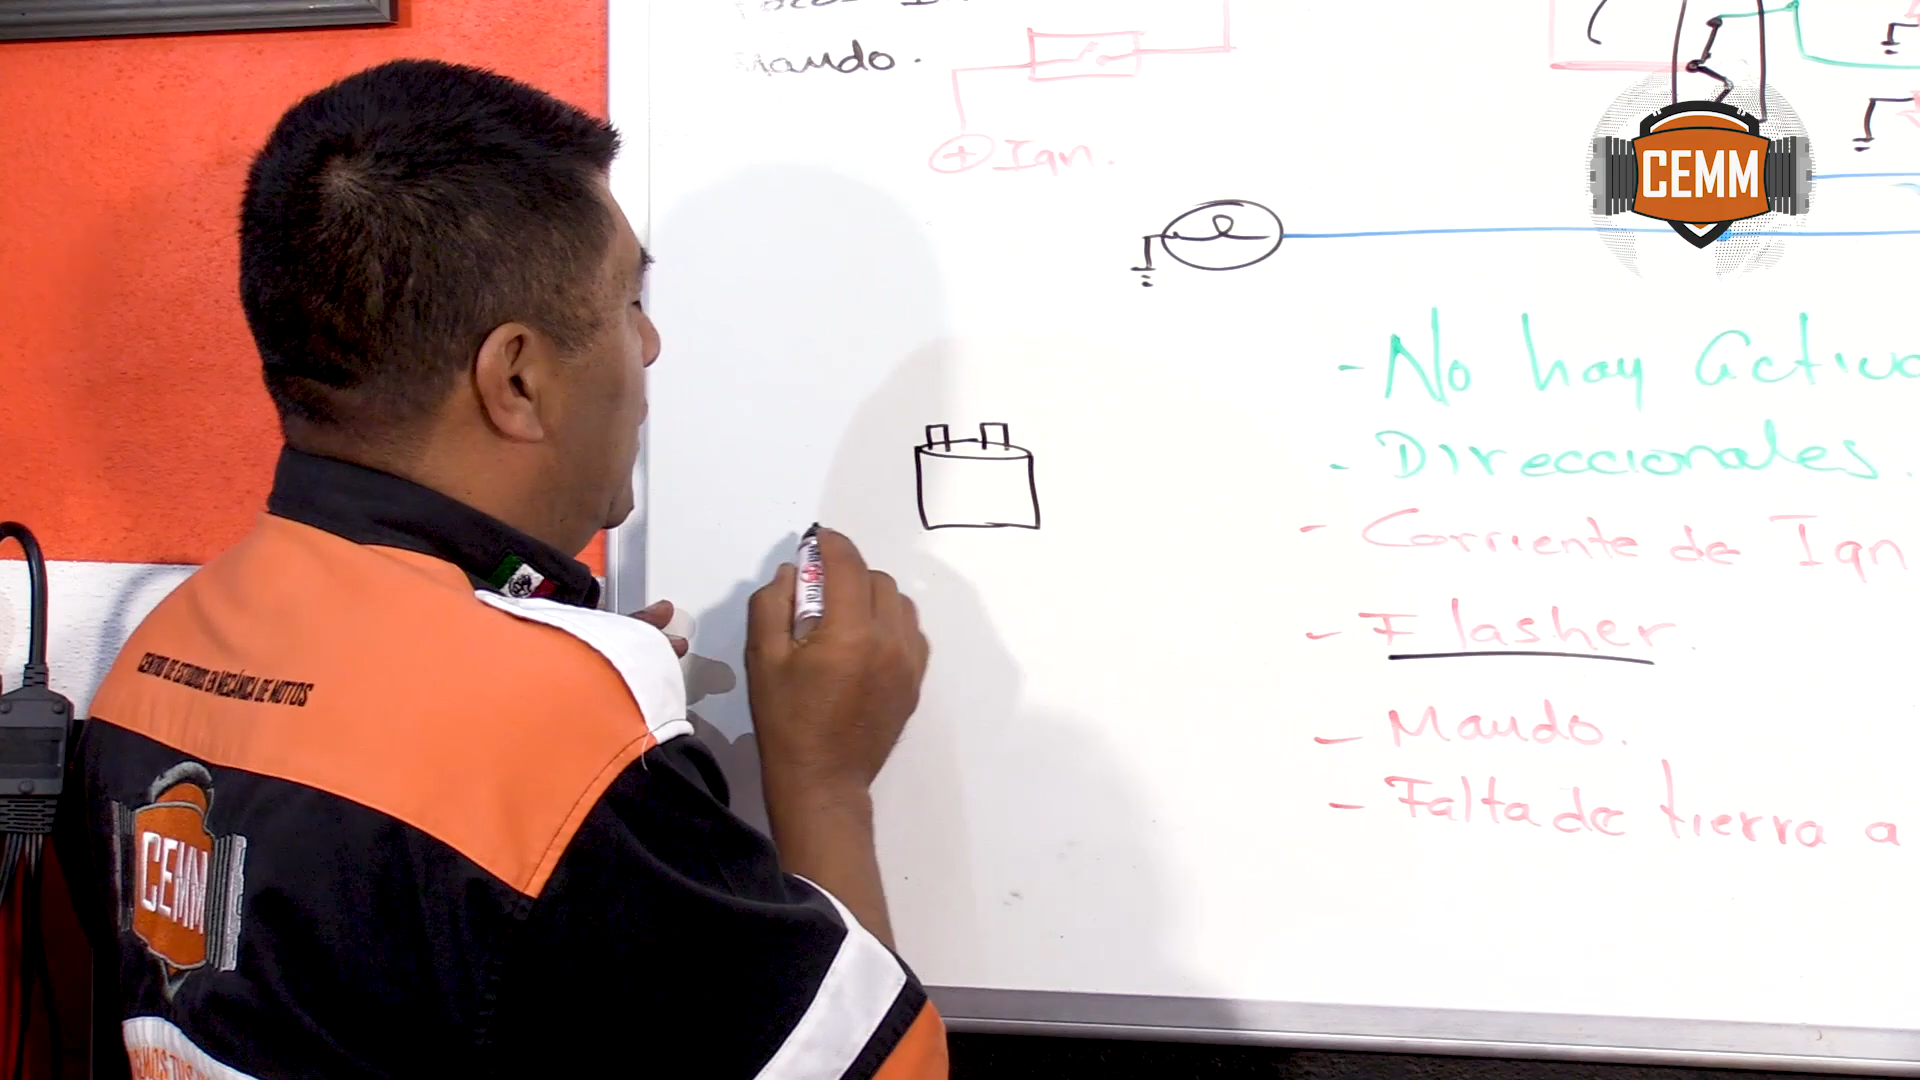 Mando.
+ Ign.
CEMM
- No hay activa
- Direccionales.
- Corriente de Ign
- Flasher.
- Mando.
- Falta de tierra a
CENTRO DE ESTUDIOS EN MECÁNICA DE MOTOS
CEMM